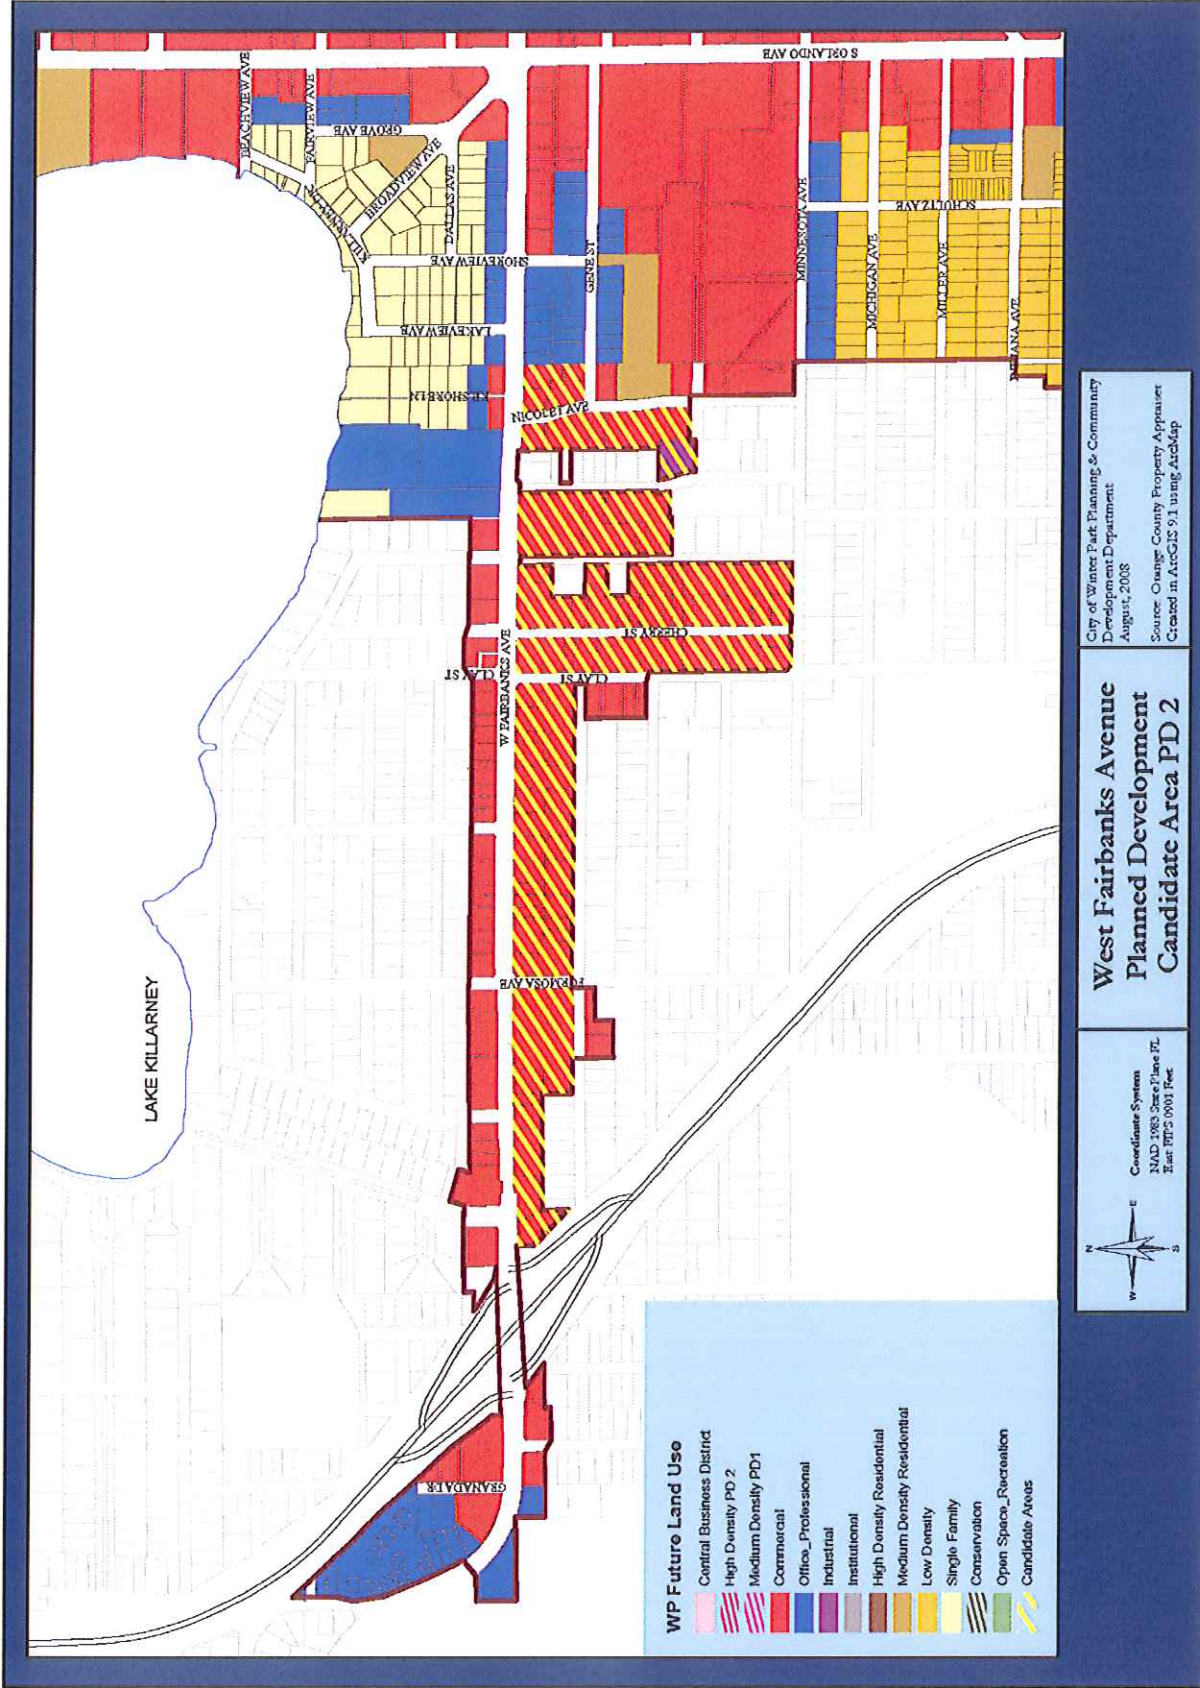 LAKE KILLARNEY
BEACHVIEW AVE
FAIRVIEW AVE
GROVE AVE
KILLARNEY DR
BROADVIEW AVE
DALLAS AVE
SHOREVIEW AVE
LAKEVIEW AVE
S ORLANDO AVE
GENE ST
NICOLET AVE
W FAIRBANKS AVE
CLAY ST
CLAY ST
CHERRY ST
FORMOSA AVE
GRANADA DR
MINNESOTA AVE
SCHULTZ AVE
MICHIGAN AVE
MILLER AVE
WP Future Land Use
Central Business District
High Density PD 2
Medium Density PD1
Commercial
Office_Professional
Industrial
Institutional
High Density Residential
Medium Density Residential
Low Density
Single Family
Conservation
Open Space_Recreation
Candidate Areas
N
W E
S
Coordinate System
NAD 1983 State Plane FL
East FIPS 0901 Feet
West Fairbanks Avenue
Planned Development
Candidate Area PD 2
City of Winter Park Planning & Community
Development Department
August, 2008
Source: Orange County Property Appraiser
Created in ArcGIS 9.1 using ArcMap